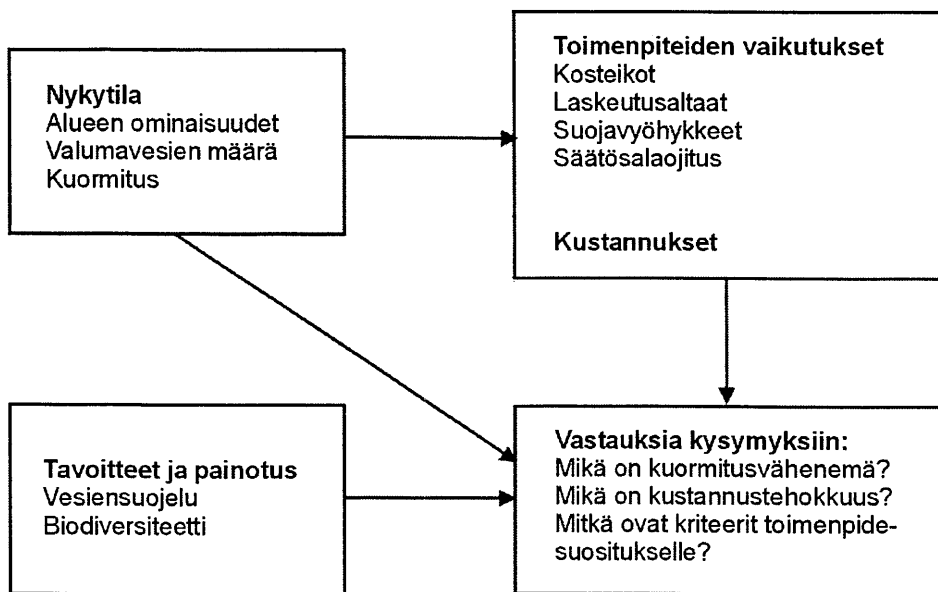 Nykytila
Alueen ominaisuudet
Valumavesien määrä
Kuormitus
Toimenpiteiden vaikutukset
Kosteikot
Laskeutusaltaat
Suojavyöhykkeet
Säätösalaojitus
Kustannukset
Tavoitteet ja painotus
Vesiensuojelu
Biodiversiteetti
Vastauksia kysymyksiin:
Mikä on kuormitusvähenemä?
Mikä on kustannustehokkuus?
Mitkä ovat kriteerit toimenpide-
suositukselle?